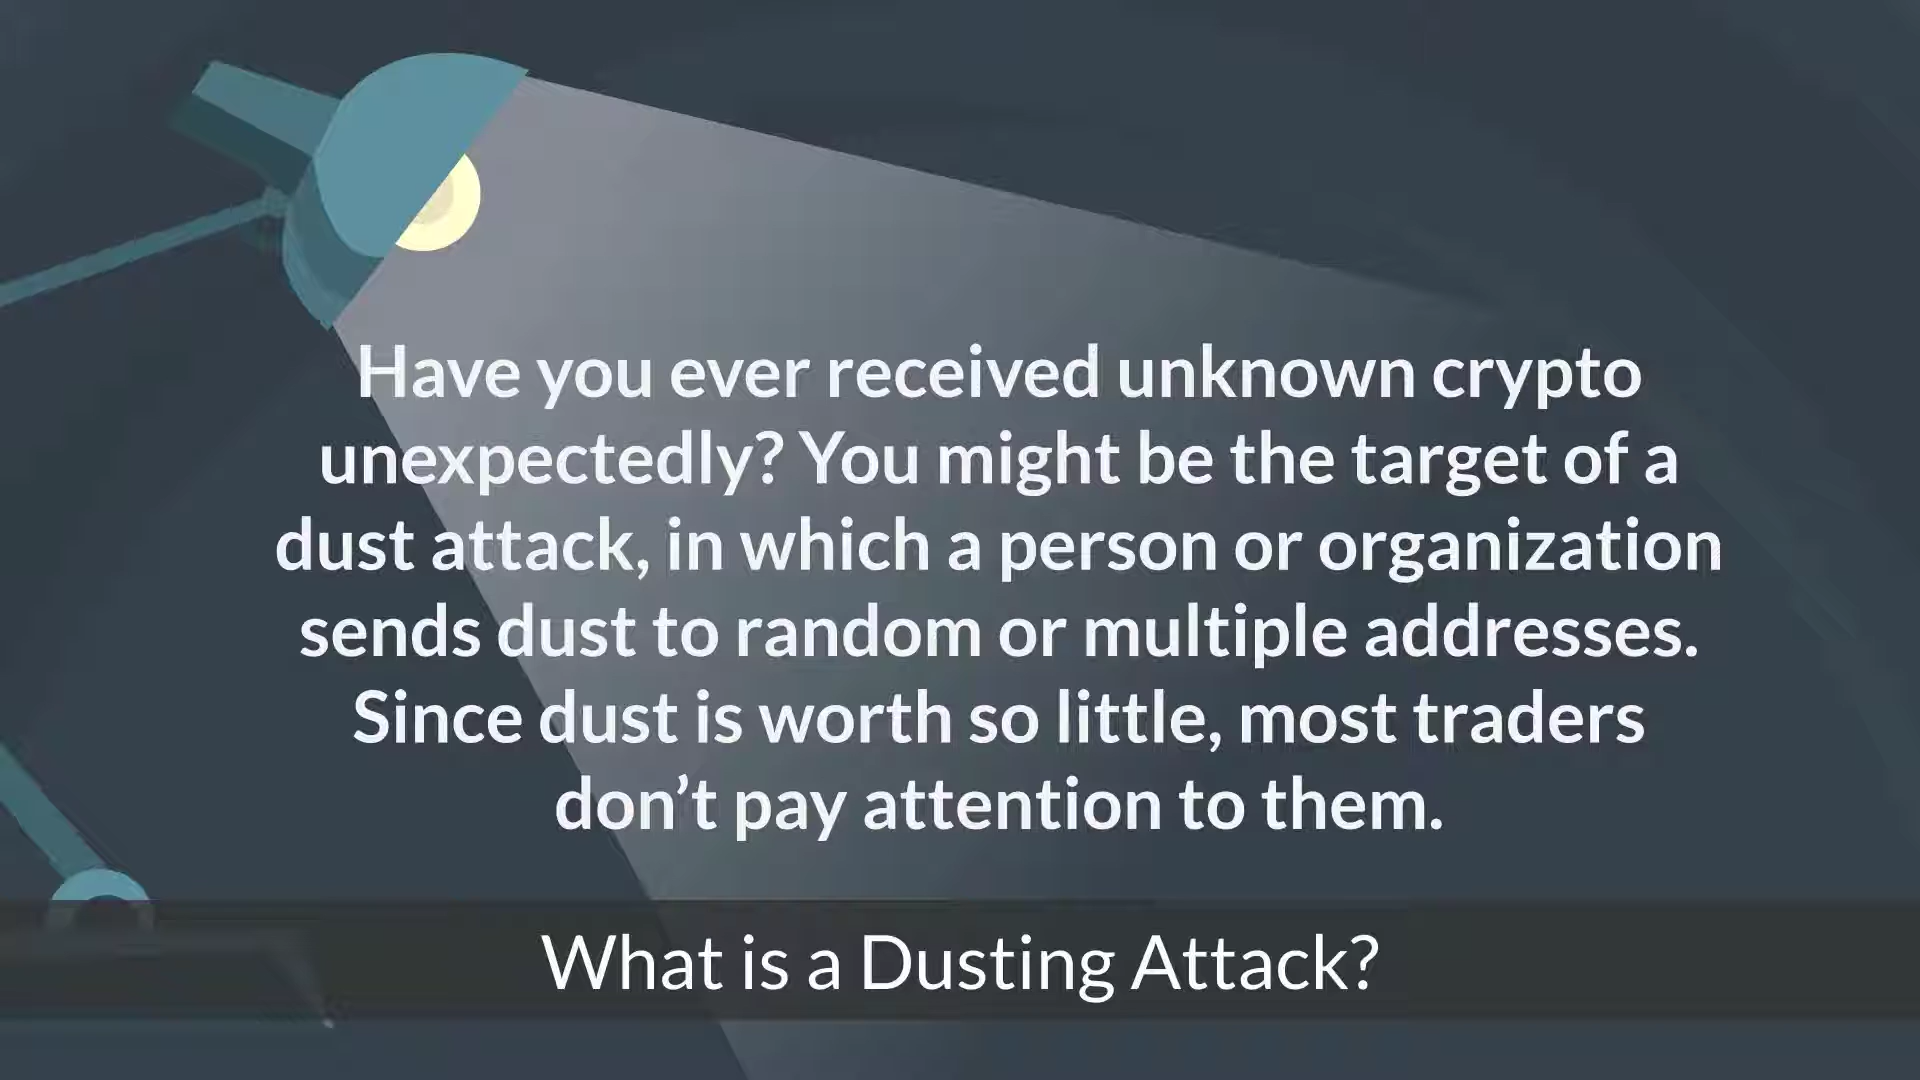 Have you ever received unknown crypto
unexpectedly? You might be the target of a
dust attack, in which a person or organization
sends dust to random or multiple addresses.
Since dust is worth so little, most traders
don’t pay attention to them.
What is a Dusting Attack?